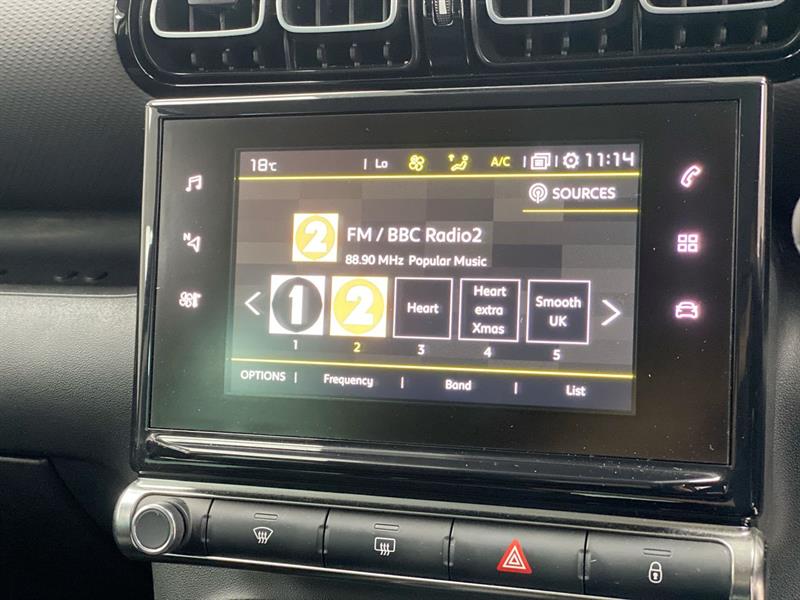 18°C | Lo A/C | | 11:14
SOURCES
2 FM / BBC Radio2
88.90 MHz Popular Music
N
1 2 Heart Heart Smooth
extra UK
Xmas
1 2 3 4 5
OPTIONS | Frequency | Band | List